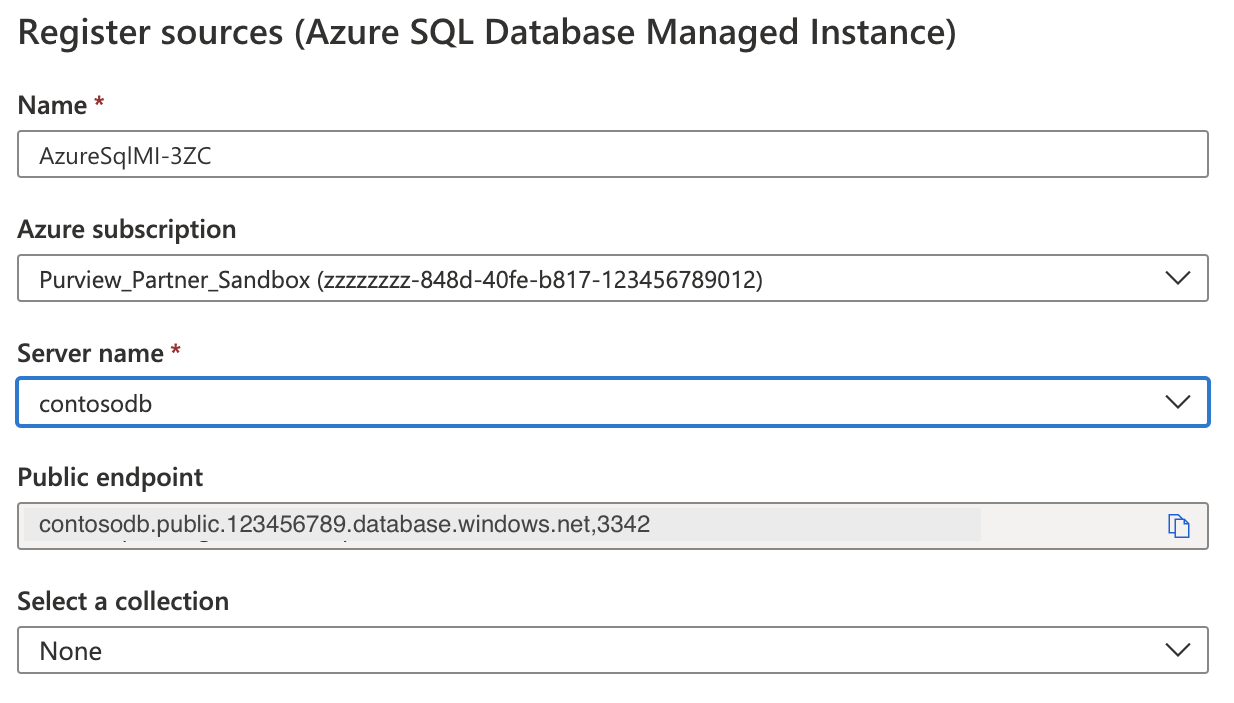 Register sources (Azure SQL Database Managed Instance)
Name *
AzureSqlMI-3ZC
Azure subscription
Purview_Partner_Sandbox (zzzzzzzz-848d-40fe-b817-123456789012)
Server name *
contosodb
Public endpoint
contosodb.public.123456789.database.windows.net,3342
Select a collection
None